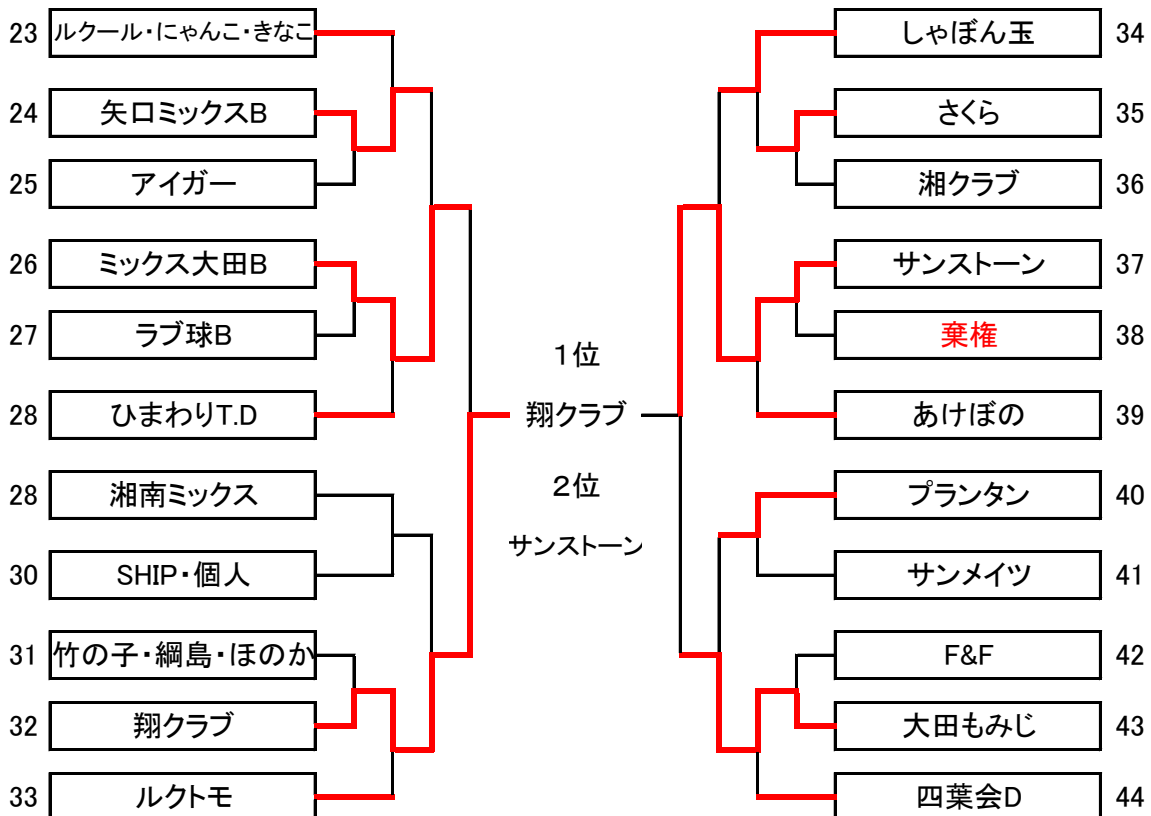 23 ルクール・にゃんこ・きなこ
24 矢口ミックスB
25 アイガー
26 ミックス大田B
27 ラブ球B
28 ひまわりT.D
28 湘南ミックス
30 SHIP・個人
31 竹の子・綱島・ほのか
32 翔クラブ
33 ルクトモ
1位
翔クラブ
2位
サンストーン
しゃぼん玉 34
さくら 35
湘クラブ 36
サンストーン 37
棄権 38
あけぼの 39
プランタン 40
サンメイツ 41
F&F 42
大田もみじ 43
四葉会D 44